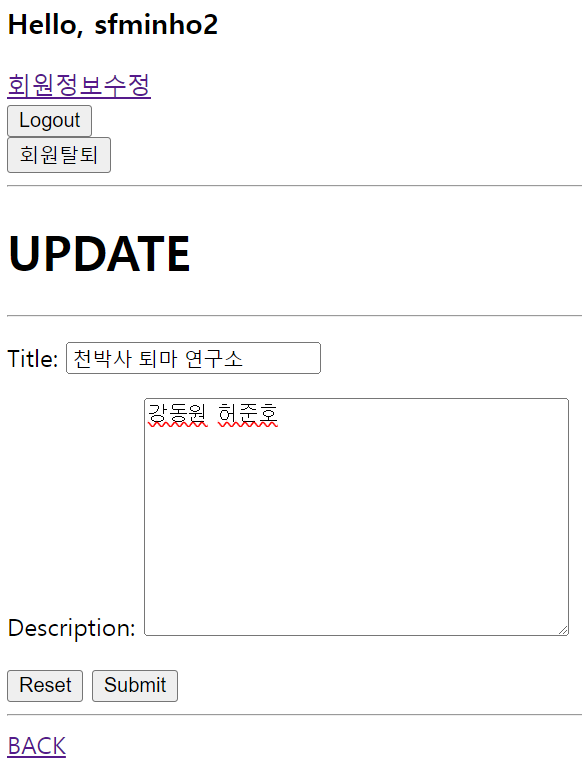 Hello, sfminho2
회원정보수정
Logout
회원탈퇴
UPDATE
Title: 천박사 퇴마 연구소
강동원 허준호
Description:
Reset Submit
BACK